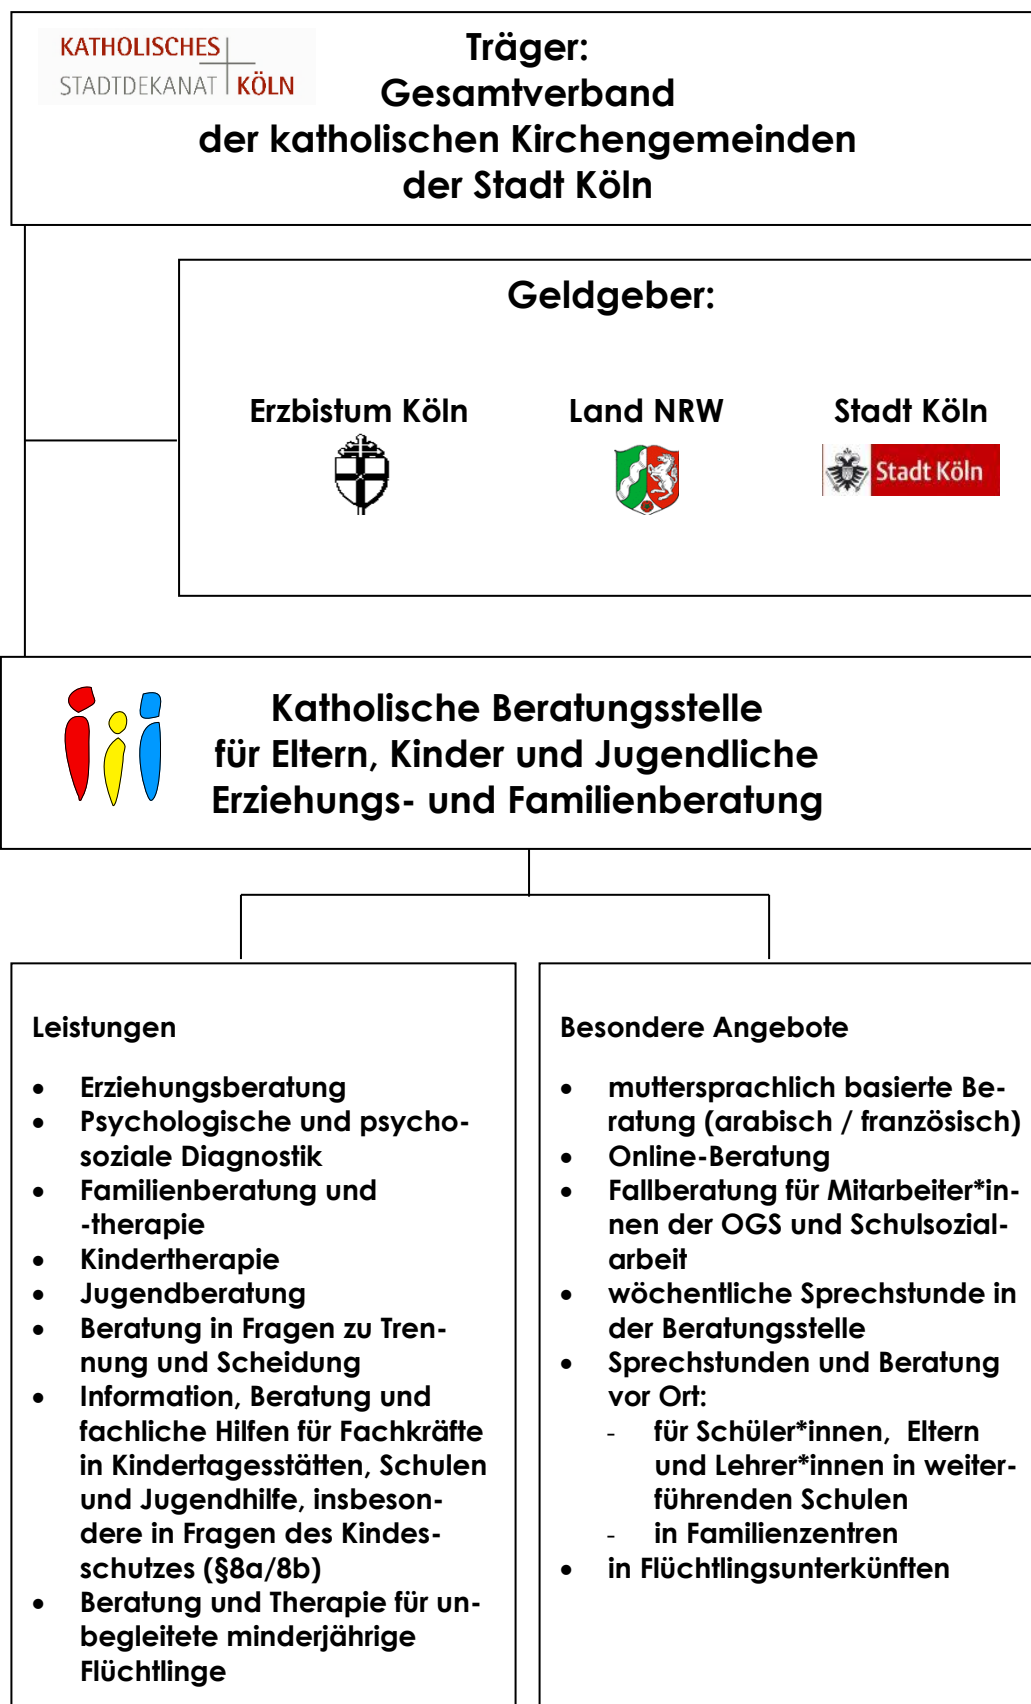 KATHOLISCHES
STADTDEKANAT KÖLN
Träger:
Gesamtverband
der katholischen Kirchengemeinden
der Stadt Köln
Geldgeber:
Erzbistum Köln
Land NRW
Stadt Köln
Stadt Köln
Katholische Beratungsstelle
für Eltern, Kinder und Jugendliche
Erziehungs- und Familienberatung
Leistungen
• Erziehungsberatung
• Psychologische und psycho-
soziale Diagnostik
• Familienberatung und
-therapie
• Kindertherapie
• Jugendberatung
• Beratung in Fragen zu Tren-
nung und Scheidung
• Information, Beratung und
fachliche Hilfen für Fachkräfte
in Kindertagesstätten, Schulen
und Jugendhilfe, insbeson-
dere in Fragen des Kindes-
schutzes (§8a/8b)
• Beratung und Therapie für un-
begleitete minderjährige
Flüchtlinge
Besondere Angebote
• muttersprachlich basierte Be-
ratung (arabisch / französisch)
• Online-Beratung
• Fallberatung für Mitarbeiter*in-
nen der OGS und Schulsozial-
arbeit
• wöchentliche Sprechstunde in
der Beratungsstelle
• Sprechstunden und Beratung
vor Ort:
- für Schüler*innen, Eltern
und Lehrer*innen in weiter-
führenden Schulen
- in Familienzentren
• in Flüchtlingsunterkünften